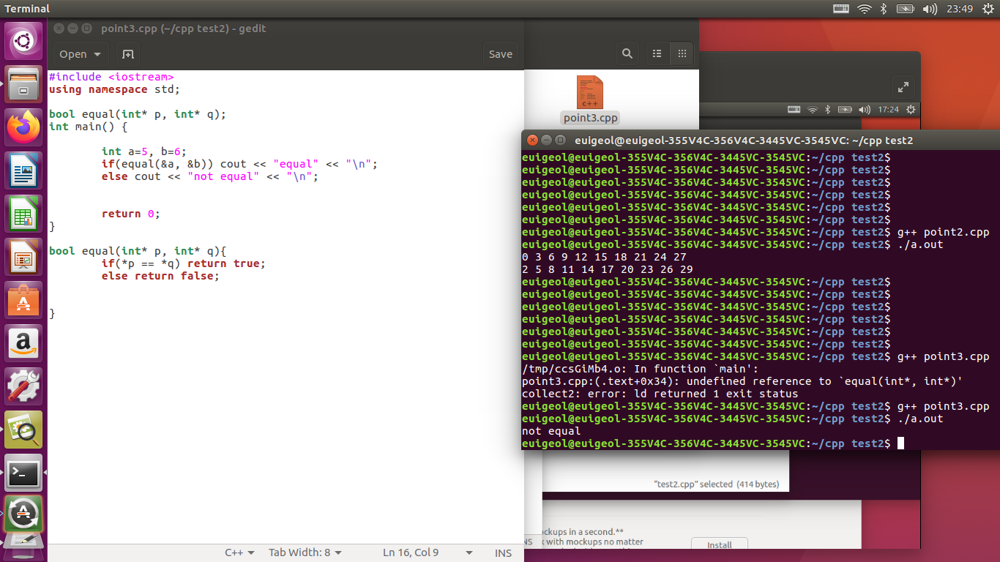 Terminal
23:49
point3.cpp (~/cpp test2) - gedit
Open
Save
#include <iostream>
using namespace std;
bool equal(int* p, int* q);
int main() {
int a=5, b=6;
if(equal(&a, &b)) cout << "equal" << "\n";
else cout << "not equal" << "\n";
return 0;
}
bool equal(int* p, int* q){
if(*p == *q) return true;
else return false;
}
C++
Tab Width: 8
Ln 16, Col 9
INS
c++
point3.cpp
17:24
euigeol@euigeol-355V4C-356V4C-3445VC-3545VC: ~/cpp test2
euigeol@euigeol-355V4C-356V4C-3445VC-3545VC:~/cpp test2$
euigeol@euigeol-355V4C-356V4C-3445VC-3545VC:~/cpp test2$
euigeol@euigeol-355V4C-356V4C-3445VC-3545VC:~/cpp test2$
euigeol@euigeol-355V4C-356V4C-3445VC-3545VC:~/cpp test2$
euigeol@euigeol-355V4C-356V4C-3445VC-3545VC:~/cpp test2$
euigeol@euigeol-355V4C-356V4C-3445VC-3545VC:~/cpp test2$
euigeol@euigeol-355V4C-356V4C-3445VC-3545VC:~/cpp test2$ g++ point2.cpp
euigeol@euigeol-355V4C-356V4C-3445VC-3545VC:~/cpp test2$ ./a.out
0 3 6 9 12 15 18 21 24 27
2 5 8 11 14 17 20 23 26 29
euigeol@euigeol-355V4C-356V4C-3445VC-3545VC:~/cpp test2$
euigeol@euigeol-355V4C-356V4C-3445VC-3545VC:~/cpp test2$
euigeol@euigeol-355V4C-356V4C-3445VC-3545VC:~/cpp test2$
euigeol@euigeol-355V4C-356V4C-3445VC-3545VC:~/cpp test2$
euigeol@euigeol-355V4C-356V4C-3445VC-3545VC:~/cpp test2$
euigeol@euigeol-355V4C-356V4C-3445VC-3545VC:~/cpp test2$
euigeol@euigeol-355V4C-356V4C-3445VC-3545VC:~/cpp test2$ g++ point3.cpp
/tmp/ccsGiMb4.o: In function `main':
point3.cpp:(.text+0x34): undefined reference to `equal(int*, int*)'
collect2: error: ld returned 1 exit status
euigeol@euigeol-355V4C-356V4C-3445VC-3545VC:~/cpp test2$ g++ point3.cpp
euigeol@euigeol-355V4C-356V4C-3445VC-3545VC:~/cpp test2$ ./a.out
not equal
euigeol@euigeol-355V4C-356V4C-3445VC-3545VC:~/cpp test2$
"test2.cpp" selected (414 bytes)
ockups in a second.**
NS
with mockups no matter
Install